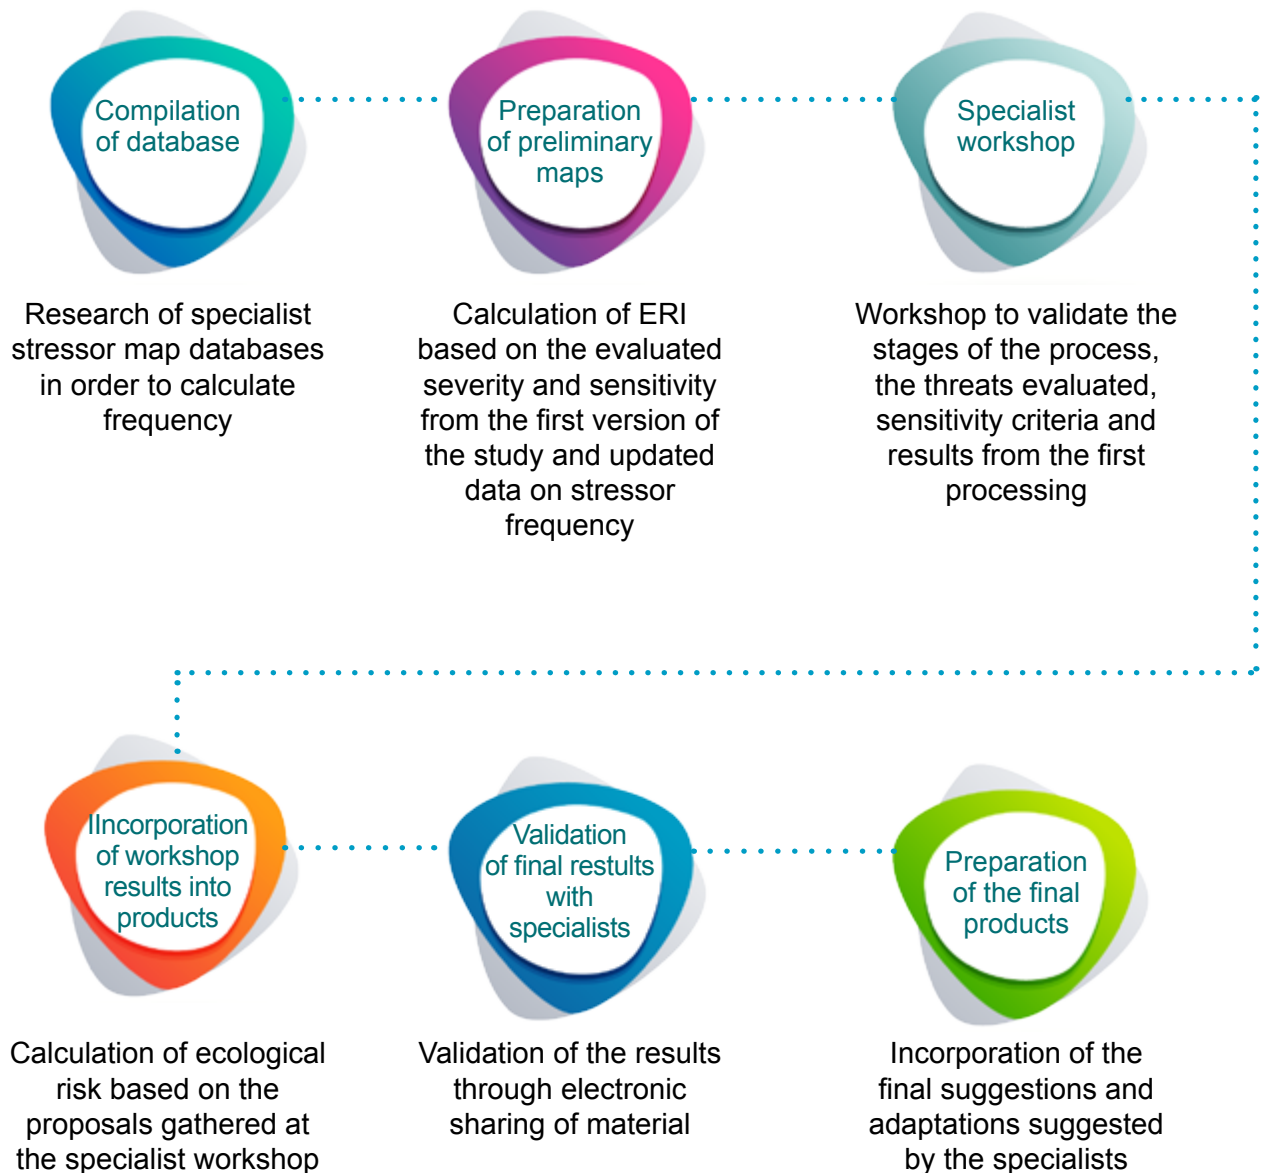 Compilation
of database
Research of specialist
stressor map databases
in order to calculate
frequency
Preparation
of preliminary
maps
Calculation of ERI
based on the evaluated
severity and sensitivity
from the first version of
the study and updated
data on stressor
frequency
Specialist
workshop
Workshop to validate the
stages of the process,
the threats evaluated,
sensitivity criteria and
results from the first
processing
IIncorporation
of workshop
results into
products
Calculation of ecological
risk based on the
proposals gathered at
the specialist workshop
Validation
of final restults
with
specialists
Validation of the results
through electronic
sharing of material
Preparation
of the final
products
Incorporation of the
final suggestions and
adaptations suggested
by the specialists